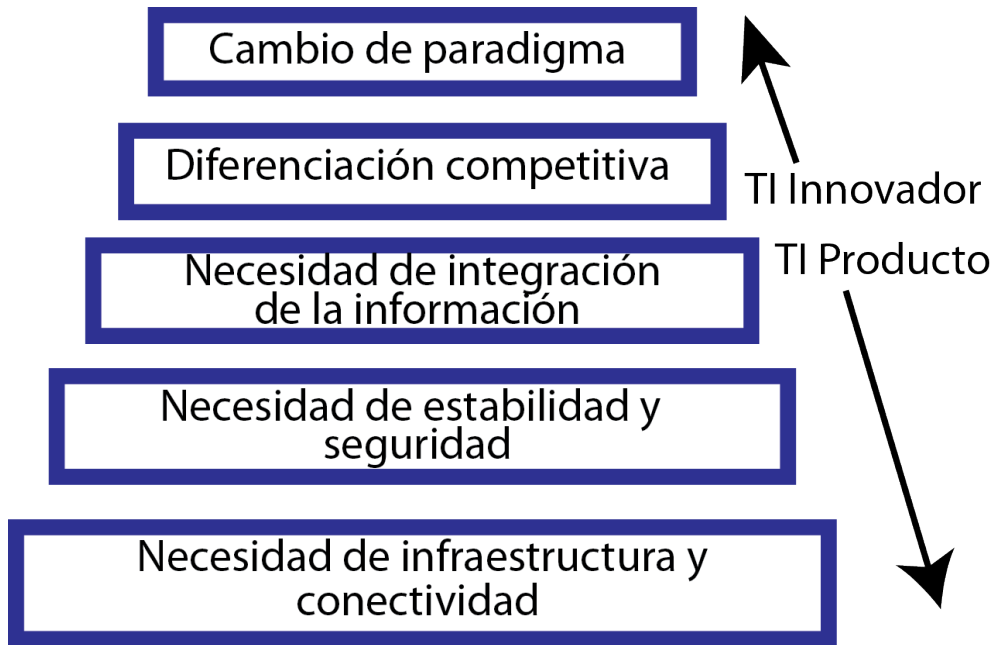 Cambio de paradigma
Diferenciación competitiva
TI Innovador
TI Producto
Necesidad de integración
de la información
Necesidad de estabilidad y
seguridad
Necesidad de infraestructura y
conectividad